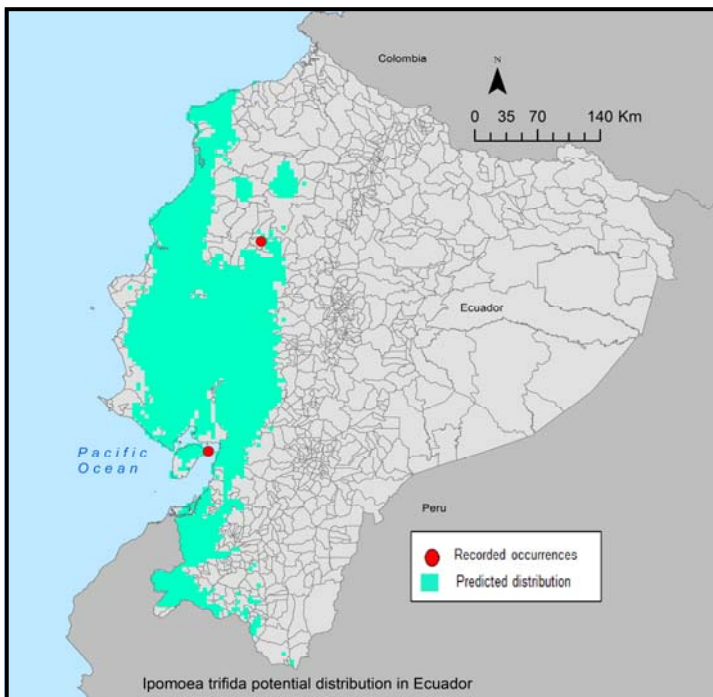 Colombia
N
0 35 70 140 Km
Ecuador
Pacific
Ocean
Peru
Recorded occurrences
Predicted distribution
Ipomoea trifida potential distribution in Ecuador